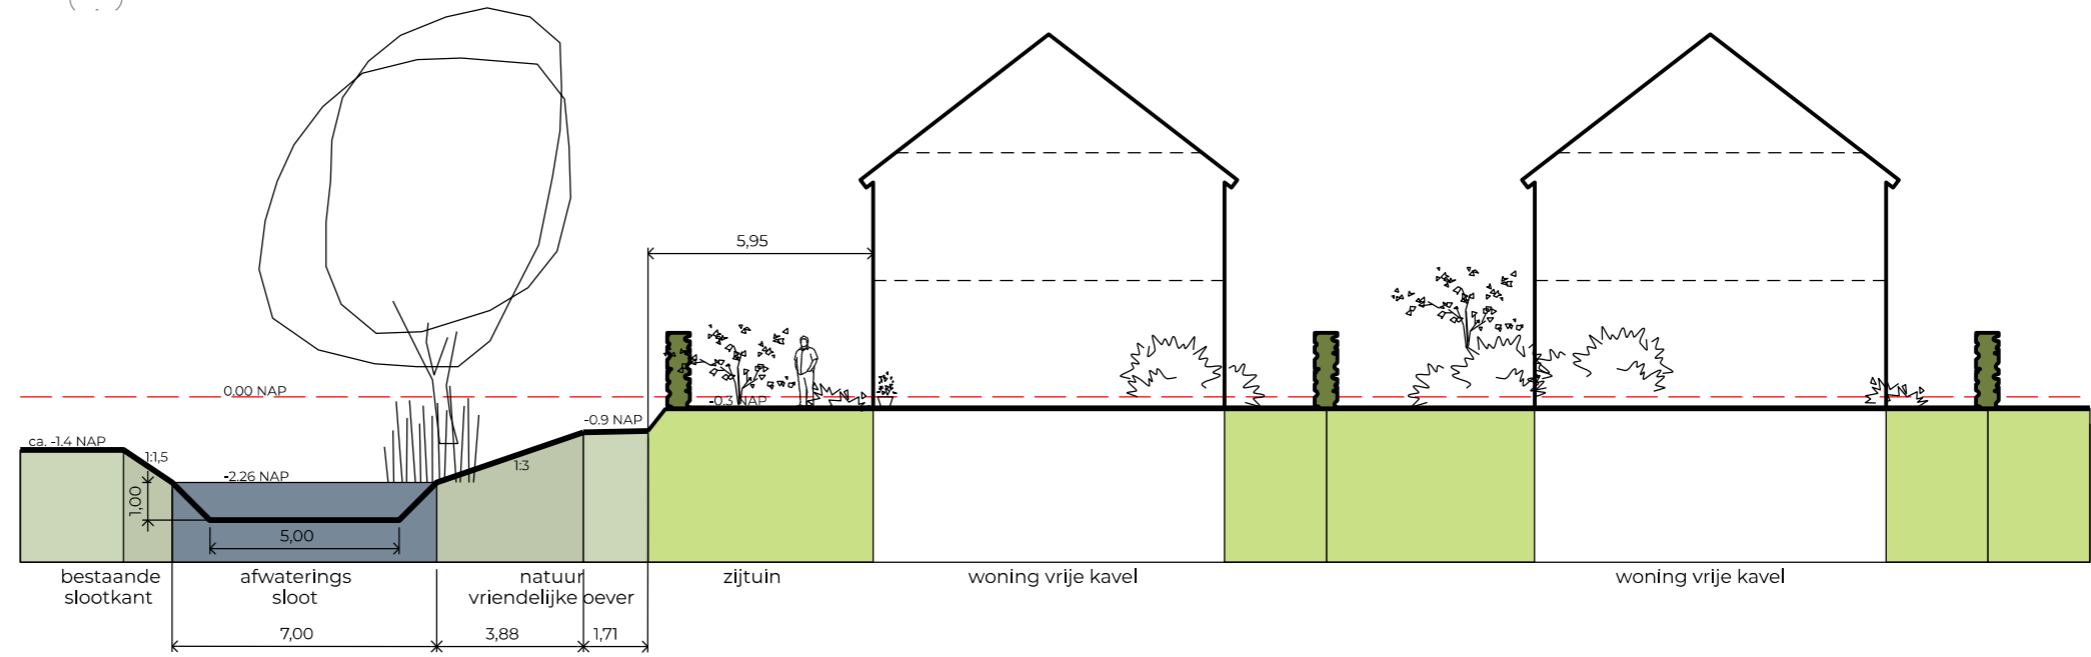 5,95
0.00 NAP
-0.3 NAP
-0.9 NAP
ca. -1.4 NAP
1:1,5
1:3
-2.26 NAP
1,00
5,00
bestaande
slootkant
afwaterings
sloot
natuur
vriendelijke oever
zijtuin
woning vrije kavel
woning vrije kavel
7,00
3,88
1,71